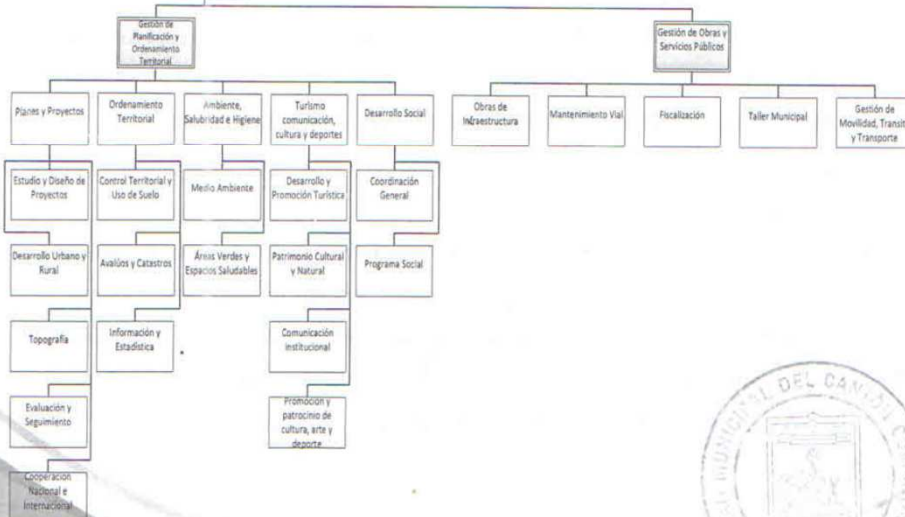 Gestión de
Planificación y
Ordenamiento
Territorial
Gestión de Obras y
Servicios Públicos
Planes y Proyectos
Ordenamiento
Territorial
Ambiente,
Salubridad e Higiene
Turismo
comunicación,
cultura y deportes
Desarrollo Social
Obras de
Infraestructura
Mantenimiento Vial
Fiscalización
Taller Municipal
Gestión de
Movilidad, Transit
y Transporte
Estudio y Diseño de
Proyectos
Control Territorial y
Uso de Suelo
Medio Ambiente
Desarrollo y
Promoción Turística
Coordinación
General
Desarrollo Urbano y
Rural
Avalúos y Catastros
Áreas Verdes y
Espacios Saludables
Patrimonio Cultural
y Natural
Programa Social
Topografía
Información y
Estadística
Comunicación
institucional
Evaluación y
Seguimiento
Promoción y
patrocinio de
cultura, arte y
deporte
Cooperación
Nacional e
Internacional
MUNICIPAL DEL CANTÓN